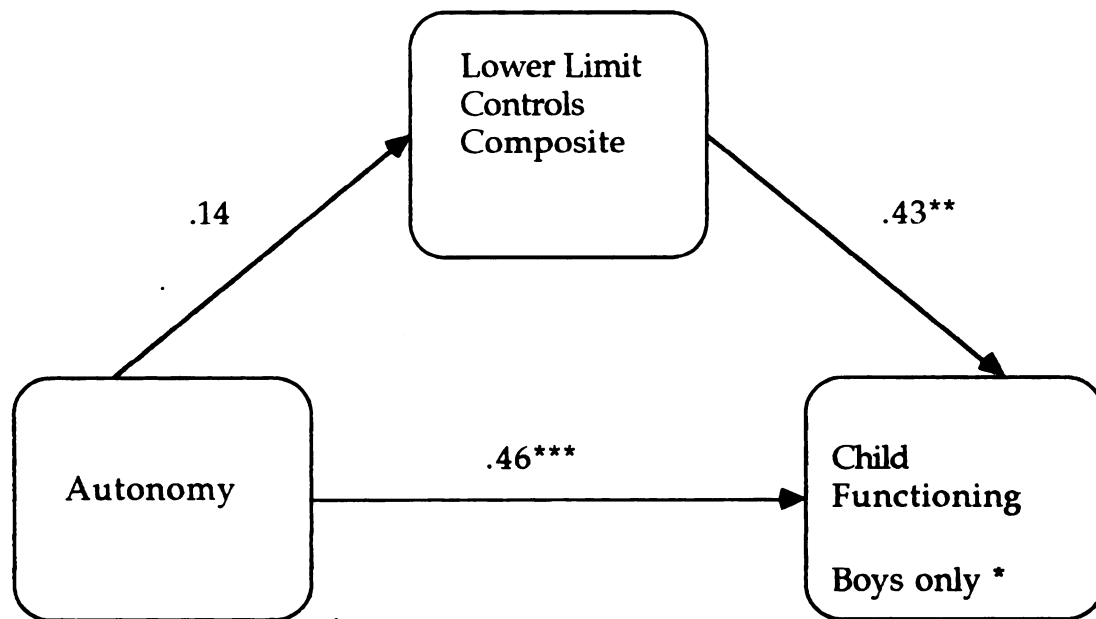 Lower Limit
Controls
Composite
.14
.43**
.46***
Autonomy
Child
Functioning
Boys only *